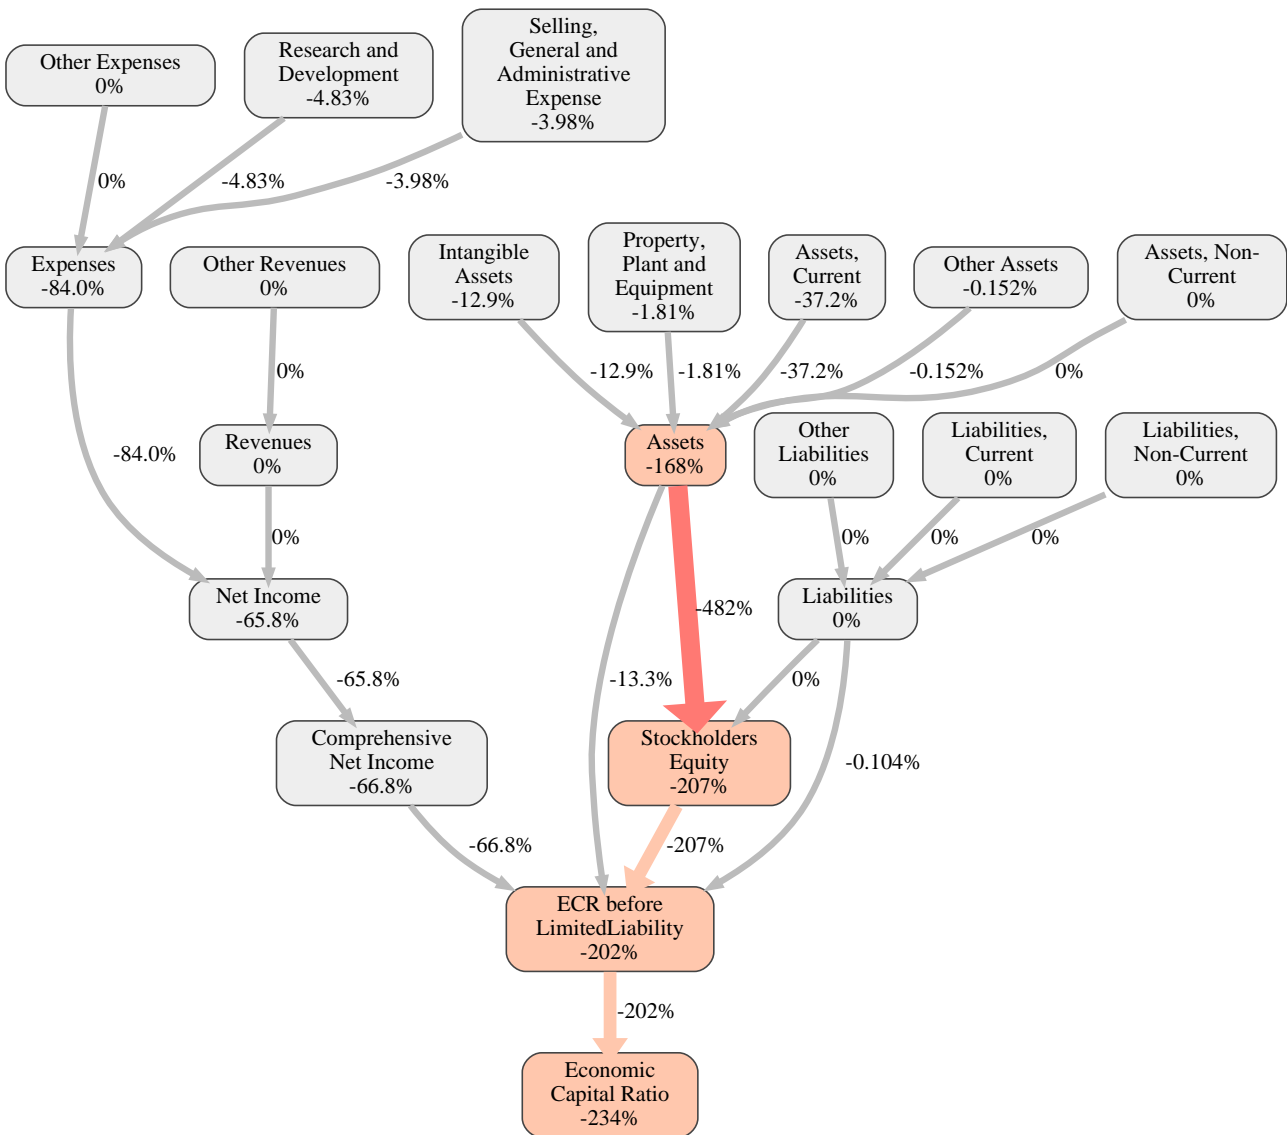 Selling,
General and
Administrative
Expense
-3.98%
Research and
Development
-4.83%
Other Expenses
0%
0%
-4.83%
-3.98%
Expenses
-84.0%
Other Revenues
0%
Intangible
Assets
-12.9%
Property,
Plant and
Equipment
-1.81%
Assets,
Current
-37.2%
Other Assets
-0.152%
Assets, Non-
Current
0%
0%
-12.9%
-1.81%
-37.2%
-0.152%
0%
-84.0%
Revenues
0%
Assets
-168%
Other
Liabilities
0%
Liabilities,
Current
0%
Liabilities,
Non-Current
0%
0%
0%
0%
0%
Net Income
-65.8%
-482%
Liabilities
0%
-65.8%
-13.3%
0%
Comprehensive
Net Income
-66.8%
Stockholders
Equity
-207%
-0.104%
-66.8%
-207%
ECR before
LimitedLiability
-202%
-202%
Economic
Capital Ratio
-234%